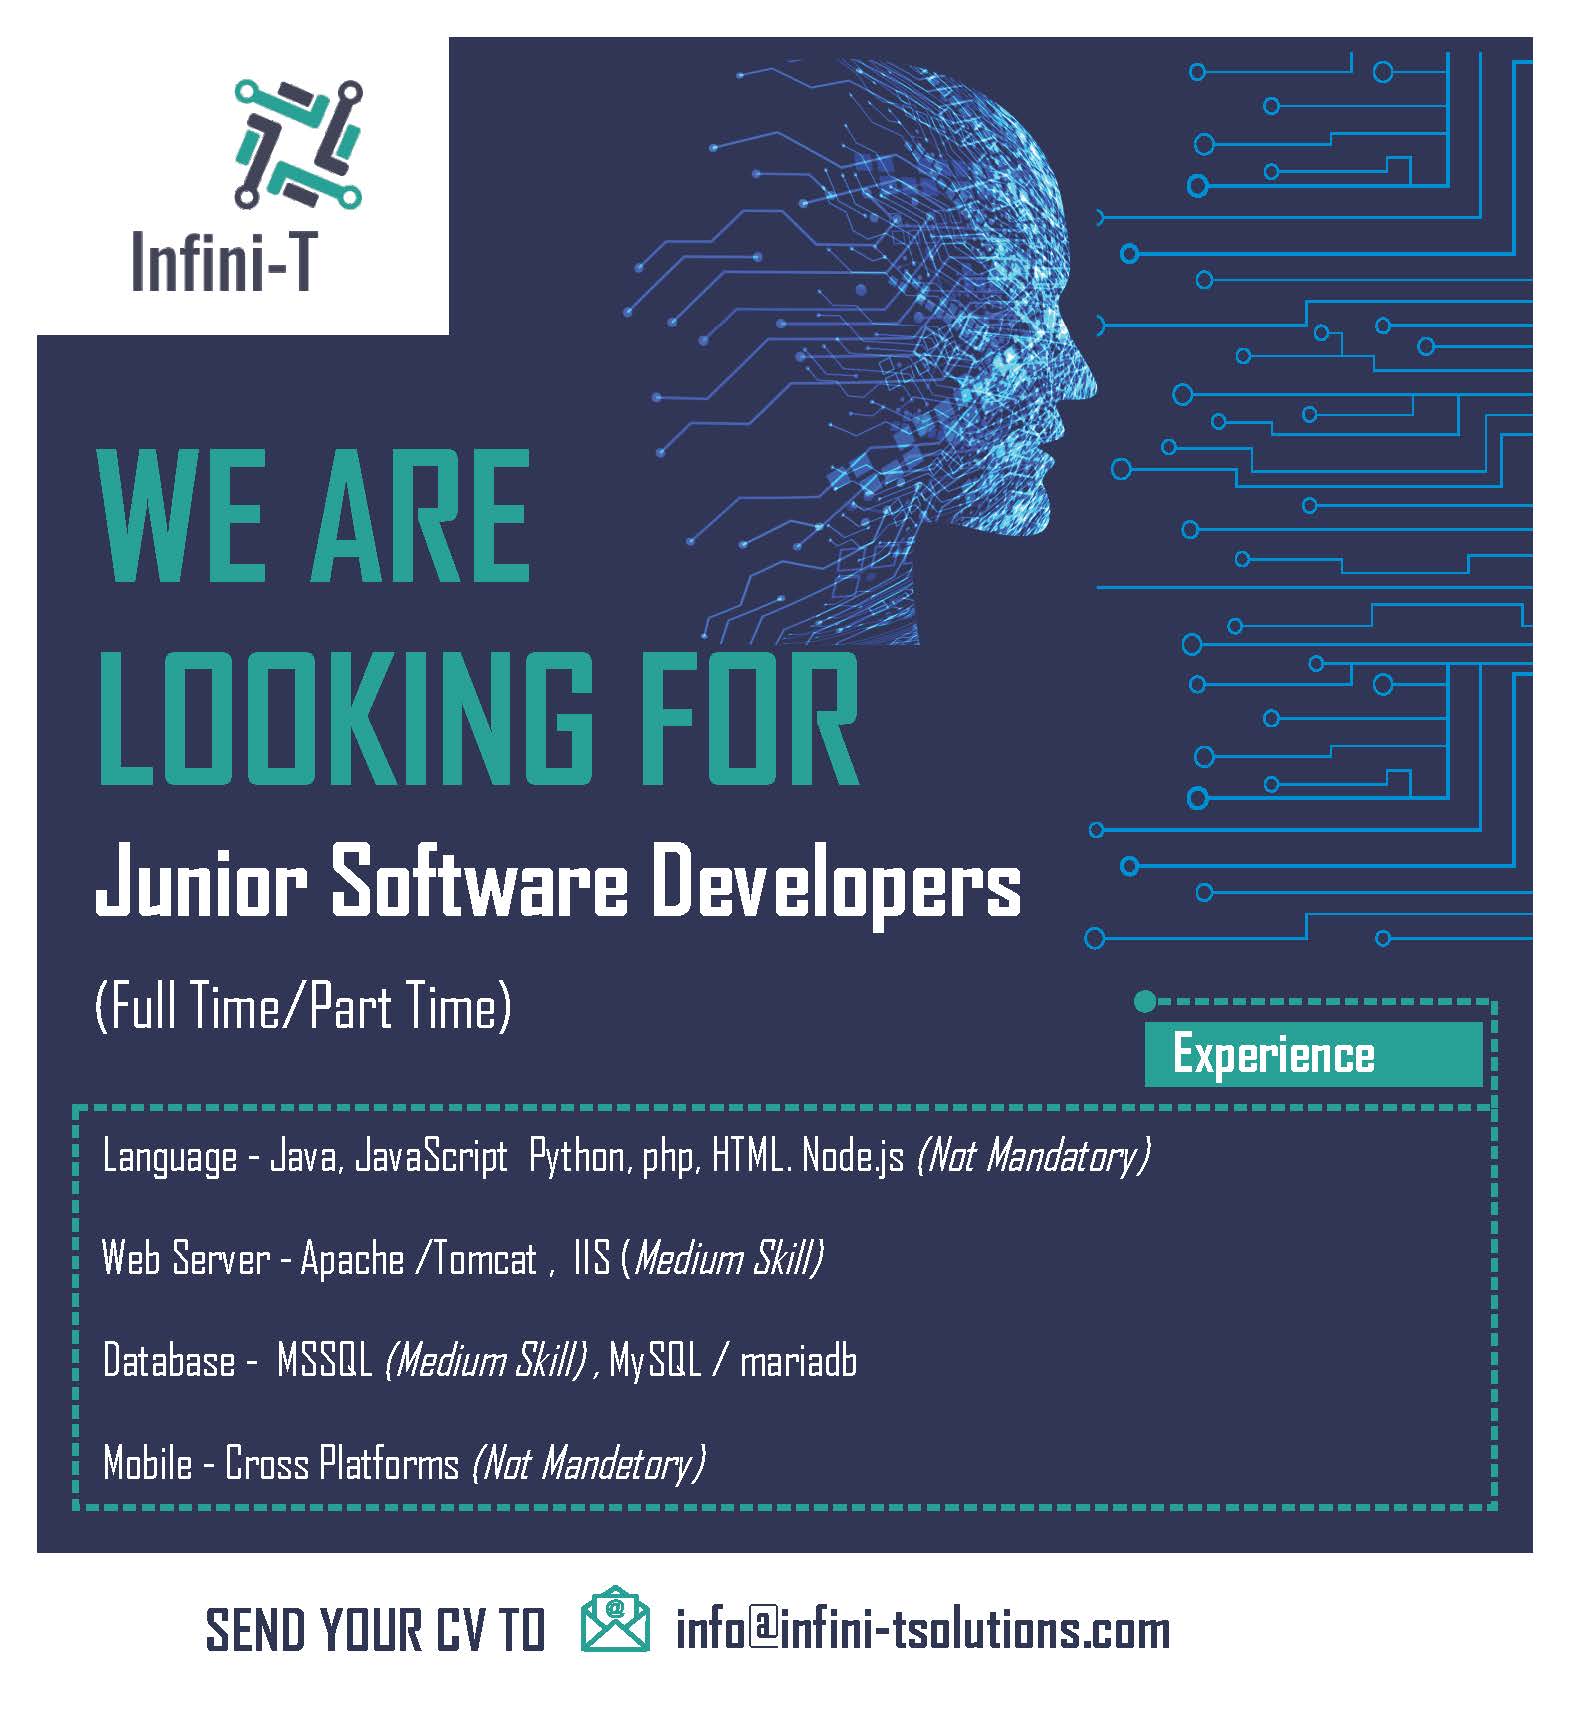 Infini-T
WE ARE
LOOKING FOR
Junior Software Developers
(Full Time/Part Time)
Experience
Language - Java, JavaScript  Python, php, HTML. Node.js (Not Mandatory)
Web Server - Apache /Tomcat ,  IIS (Medium Skill)
Database -  MSSQL (Medium Skill) , MySQL / mariadb
Mobile - Cross Platforms (Not Mandetory)
SEND YOUR CV TO @ info@infini-tsolutions.com